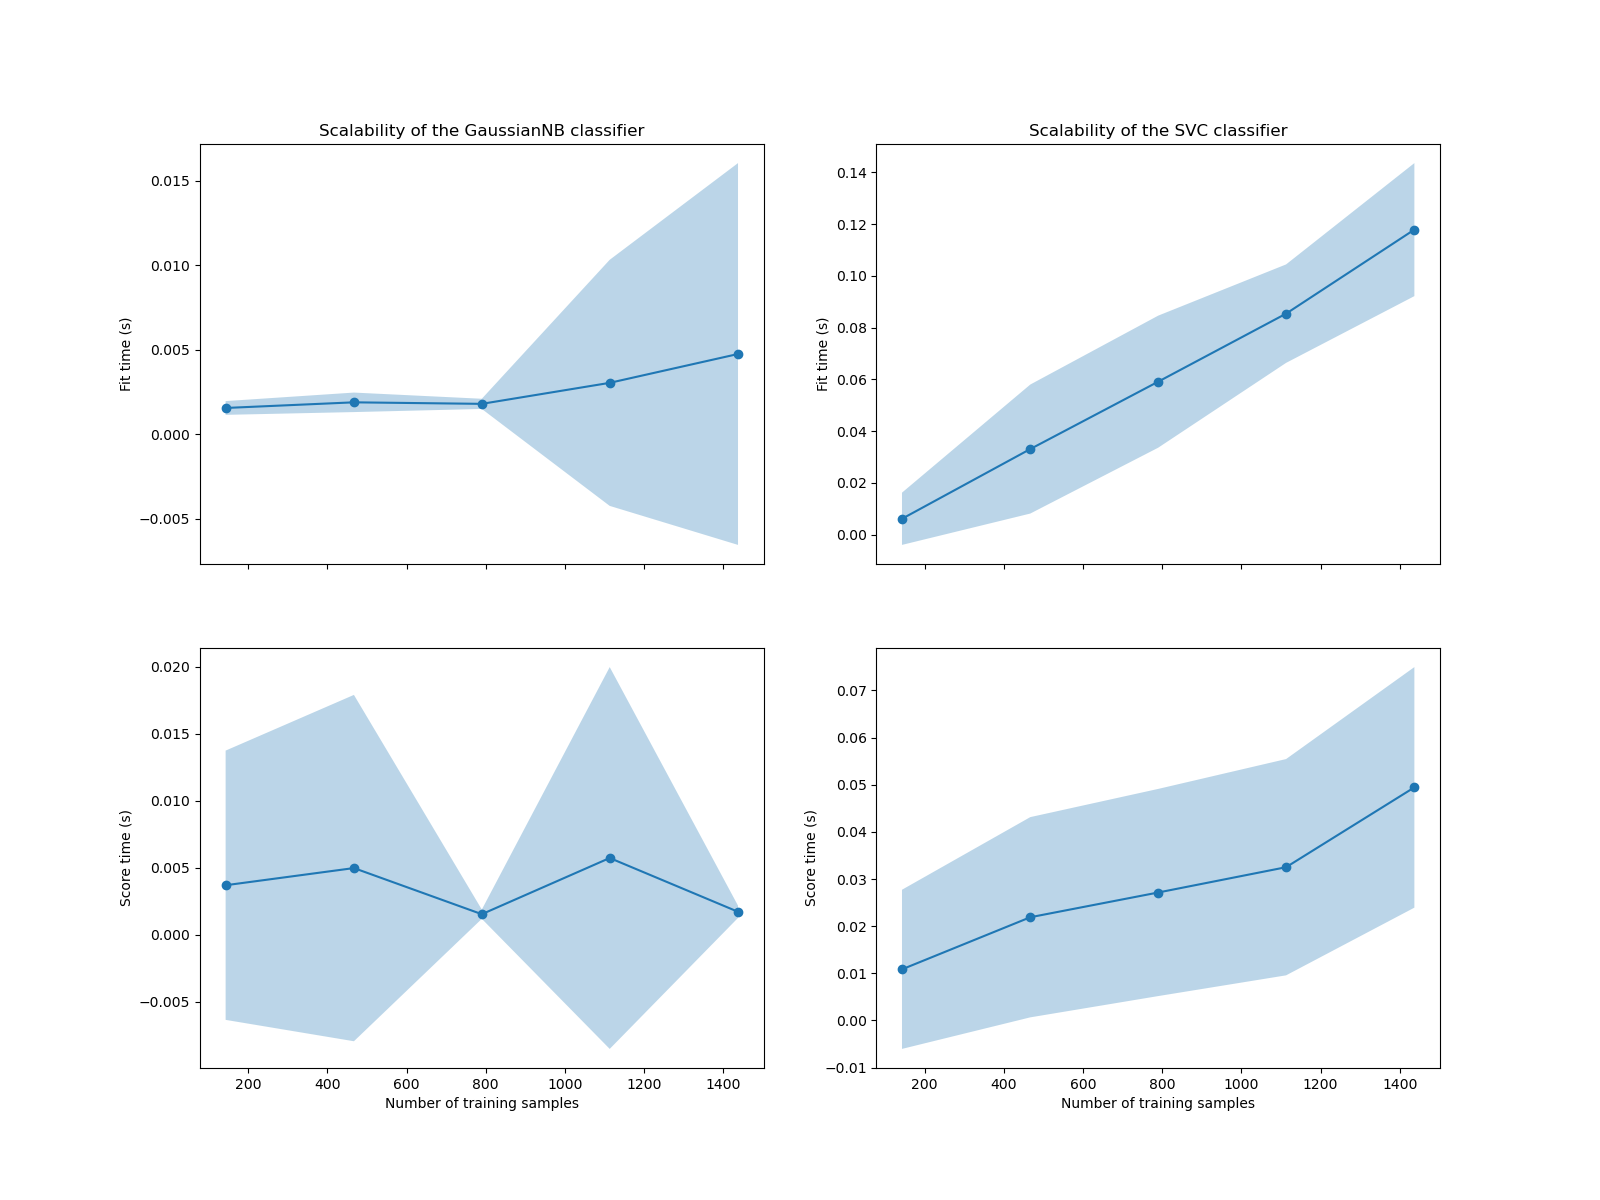 Scalability of the GaussianNB classifier
0.015
0.010
0.005
0.000
−0.005
Fit time (s)
Scalability of the SVC classifier
0.14
0.12
0.10
0.08
0.06
0.04
0.02
0.00
Fit time (s)
0.020
0.015
0.010
0.005
0.000
−0.005
Score time (s)
200 400 600 800 1000 1200 1400
Number of training samples
0.07
0.06
0.05
0.04
0.03
0.02
0.01
0.00
−0.01
Score time (s)
200 400 600 800 1000 1200 1400
Number of training samples